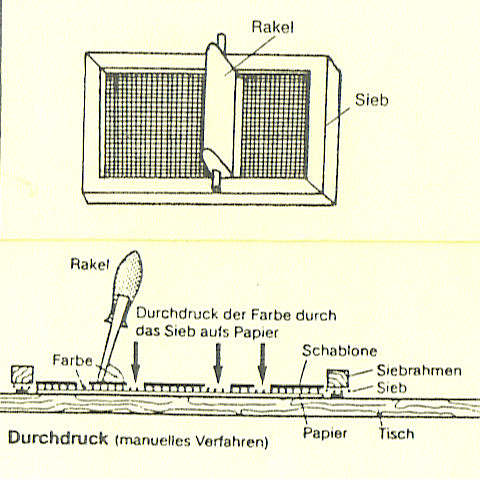 Rakel
Sieb
Rakel
Durchdruck der Farbe durch
das Sieb aufs Papier
Schablone
Farbe
Siebrahmen
Sieb
Papier
Tisch
Durchdruck (manuelles Verfahren)